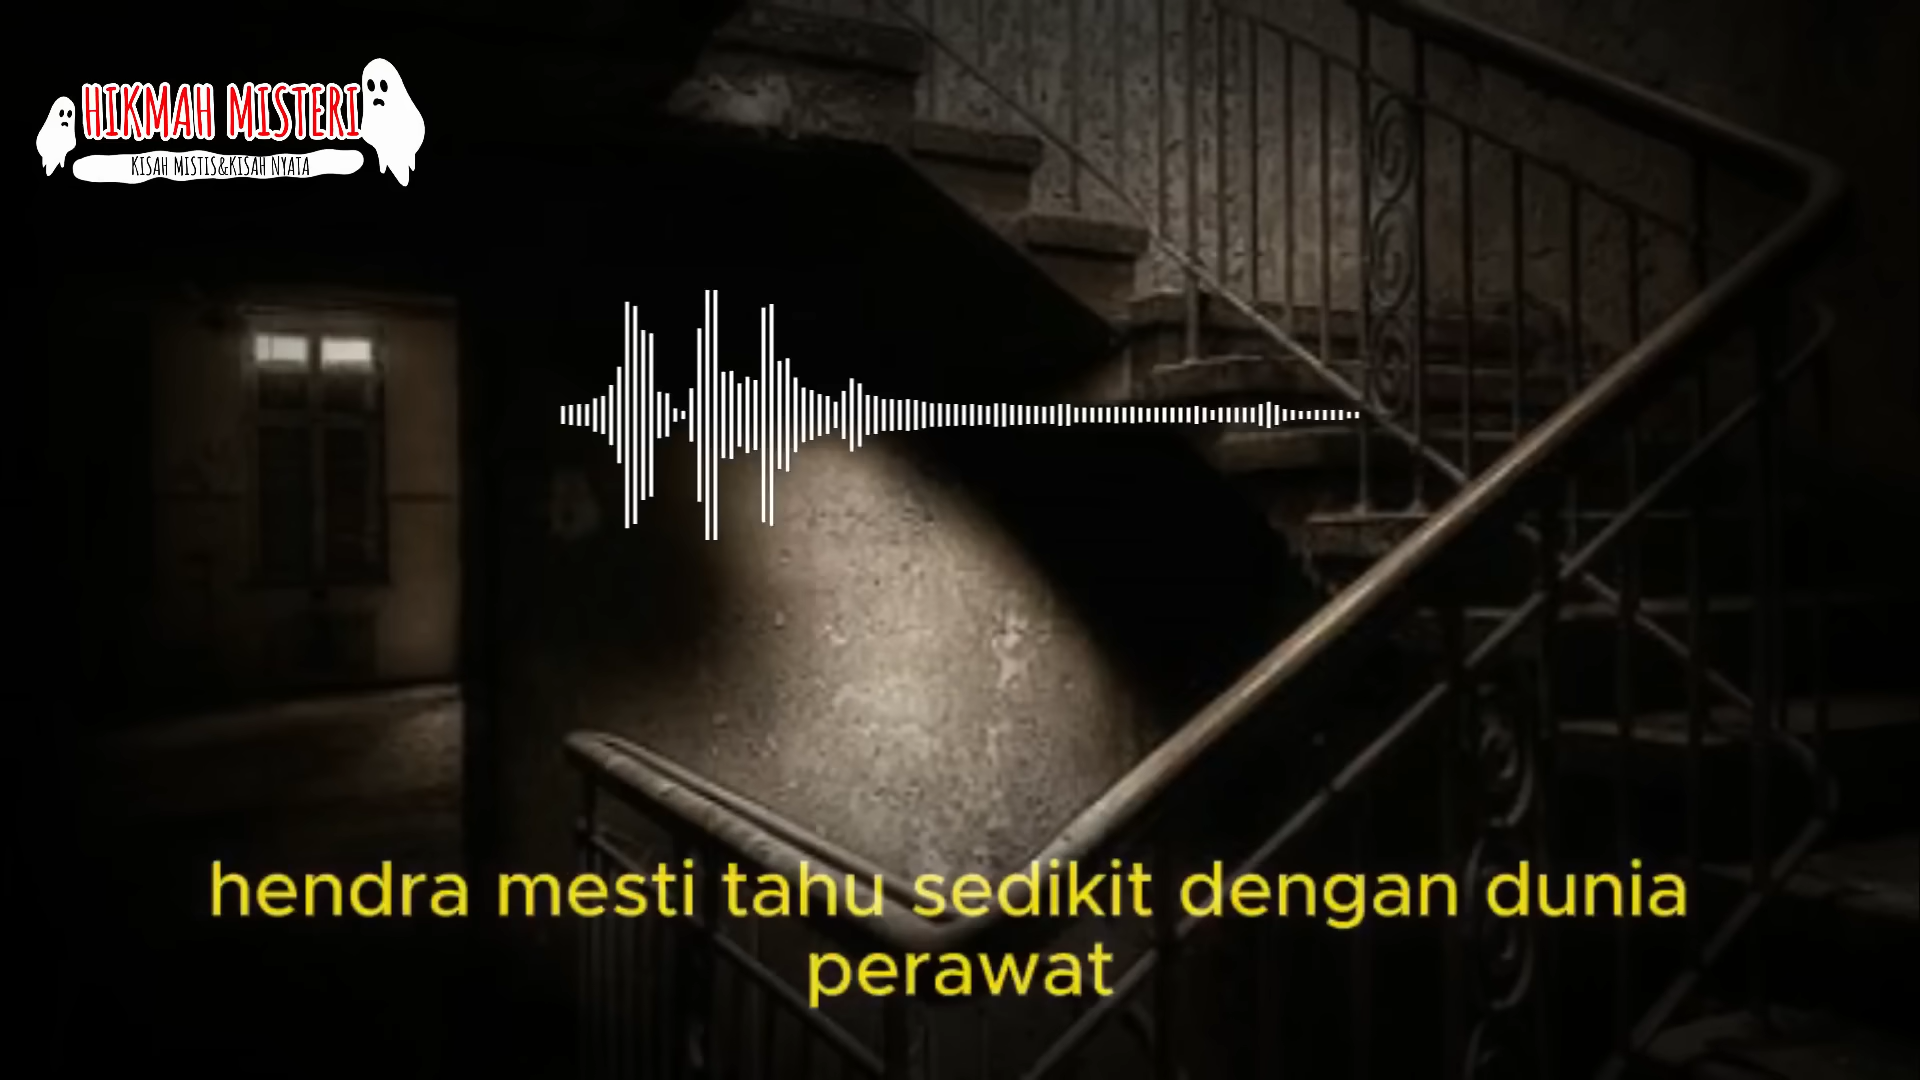 HIKMAH MISTERI
KISAH MISTIS&KISAH NYATA
hendra mesti tahu sedikit dengan dunia
perawat